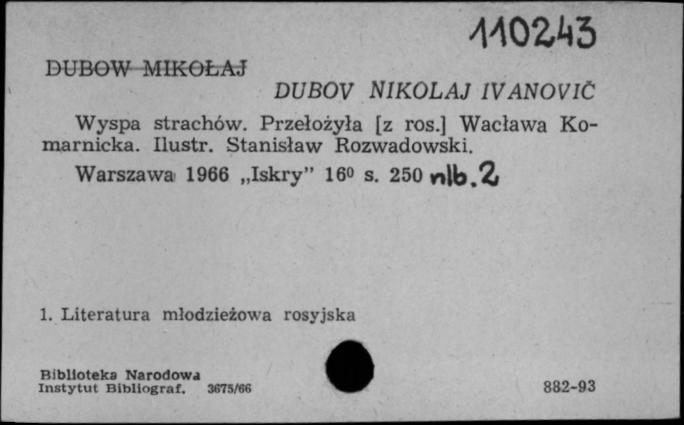 110243
DUBOW MIKOŁAJ
DUBOV NIKOLAJ IVANOVIČ
Wyspa strachów. Przełożyła [z ros.] Wacława Ko-
marnicka. Ilustr. Stanisław Rozwadowski.
Warszawa 1966 „Iskry” 16⁰ s. 250 nlb. 2
1. Literatura młodzieżowa rosyjska
Biblioteka Narodowa
Instytut Bibliograf. 3675/66
882-93